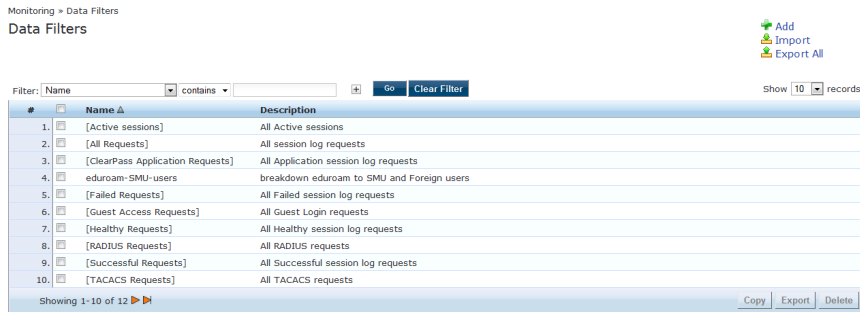 Monitoring » Data Filters
Data Filters
Add
Import
Export All
Filter: Name contains + Go Clear Filter Show 10 records
# Name Description
1. [Active sessions] All Active sessions
2. [All Requests] All session log requests
3. [ClearPass Application Requests] All Application session log requests
4. eduroam-SMU-users breakdown eduroam to SMU and Foreign users
5. [Failed Requests] All Failed session log requests
6. [Guest Access Requests] All Guest Login requests
7. [Healthy Requests] All Healthy session log requests
8. [RADIUS Requests] All RADIUS requests
9. [Successful Requests] All Successful session log requests
10. [TACACS Requests] All TACACS requests
Showing 1-10 of 12 Copy Export Delete